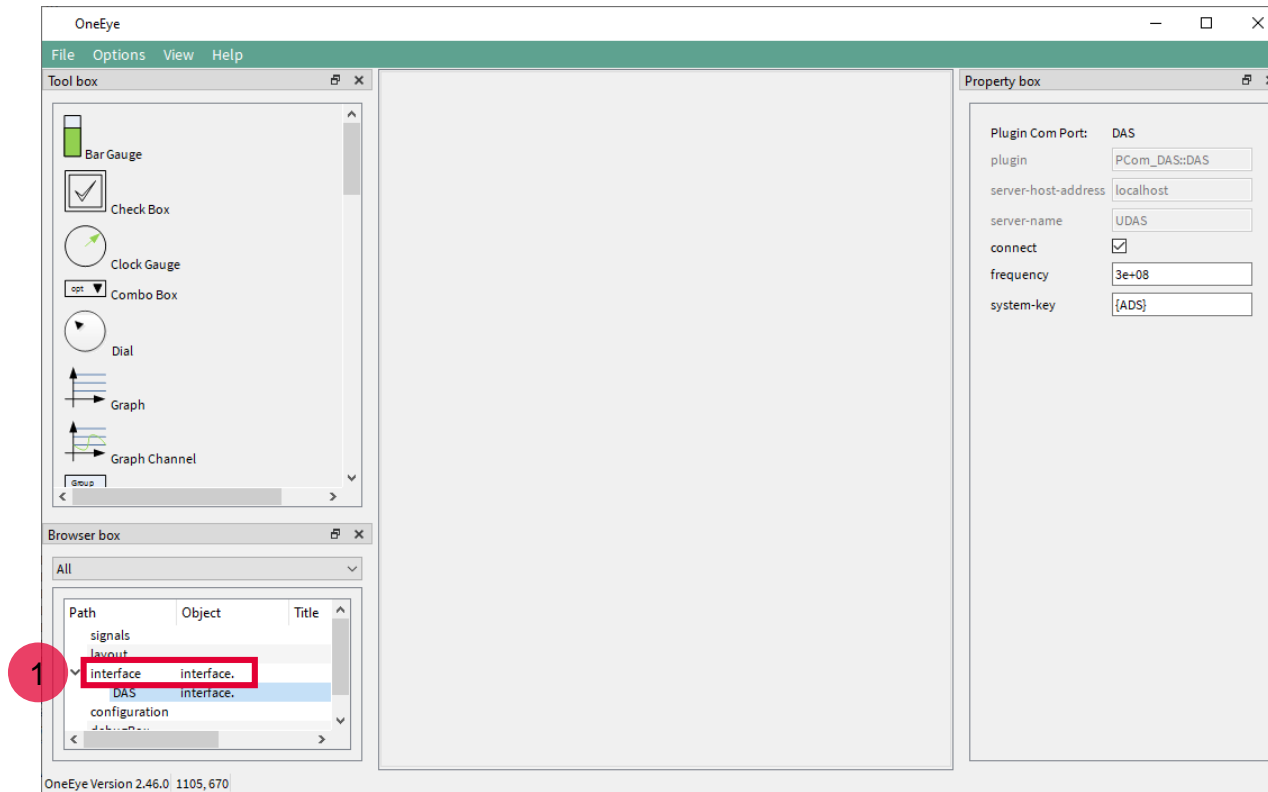 OneEye
File Options View Help
Tool box
Bar Gauge
Check Box
Clock Gauge
opt
Combo Box
Dial
Graph
Graph Channel
Group
Browser box
All
Path Object Title
signals
layout
1
interface interface.
DAS interface.
configuration
debugBox
OneEye Version 2.46.0 1105, 670
Property box
Plugin Com Port: DAS
plugin PCom_DAS::DAS
server-host-address localhost
server-name UDAS
connect
frequency 3e+08
system-key {ADS}